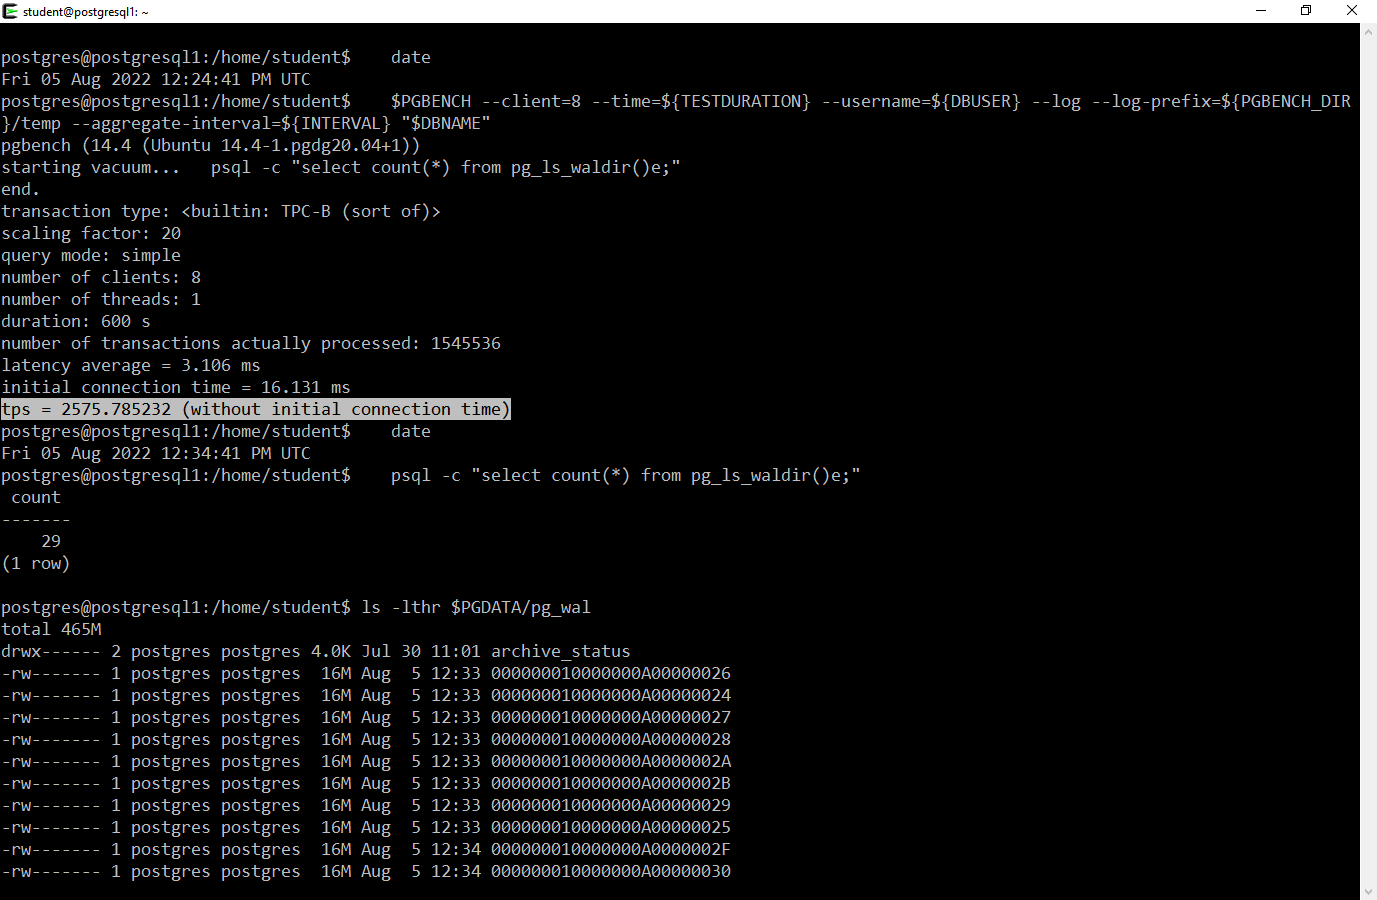 student@postgresql1: ~
postgres@postgresql1:/home/student$    date
Fri 05 Aug 2022 12:24:41 PM UTC
postgres@postgresql1:/home/student$    $PGBENCH --client=8 --time=${TESTDURATION} --username=${DBUSER} --log --log-prefix=${PGBENCH_DIR
}/temp --aggregate-interval=${INTERVAL} "$DBNAME"
pgbench (14.4 (Ubuntu 14.4-1.pgdg20.04+1))
starting vacuum...   psql -c "select count(*) from pg_ls_waldir()e;"
end.
transaction type: <builtin: TPC-B (sort of)>
scaling factor: 20
query mode: simple
number of clients: 8
number of threads: 1
duration: 600 s
number of transactions actually processed: 1545536
latency average = 3.106 ms
initial connection time = 16.131 ms
tps = 2575.785232 (without initial connection time)
postgres@postgresql1:/home/student$    date
Fri 05 Aug 2022 12:34:41 PM UTC
postgres@postgresql1:/home/student$    psql -c "select count(*) from pg_ls_waldir()e;"
 count
-------
    29
(1 row)
postgres@postgresql1:/home/student$ ls -lthr $PGDATA/pg_wal
total 465M
drwx------ 2 postgres postgres 4.0K Jul 30 11:01 archive_status
-rw------- 1 postgres postgres  16M Aug  5 12:33 000000010000000A00000026
-rw------- 1 postgres postgres  16M Aug  5 12:33 000000010000000A00000024
-rw------- 1 postgres postgres  16M Aug  5 12:33 000000010000000A00000027
-rw------- 1 postgres postgres  16M Aug  5 12:33 000000010000000A00000028
-rw------- 1 postgres postgres  16M Aug  5 12:33 000000010000000A0000002A
-rw------- 1 postgres postgres  16M Aug  5 12:33 000000010000000A0000002B
-rw------- 1 postgres postgres  16M Aug  5 12:33 000000010000000A00000029
-rw------- 1 postgres postgres  16M Aug  5 12:33 000000010000000A00000025
-rw------- 1 postgres postgres  16M Aug  5 12:34 000000010000000A0000002F
-rw------- 1 postgres postgres  16M Aug  5 12:34 000000010000000A00000030